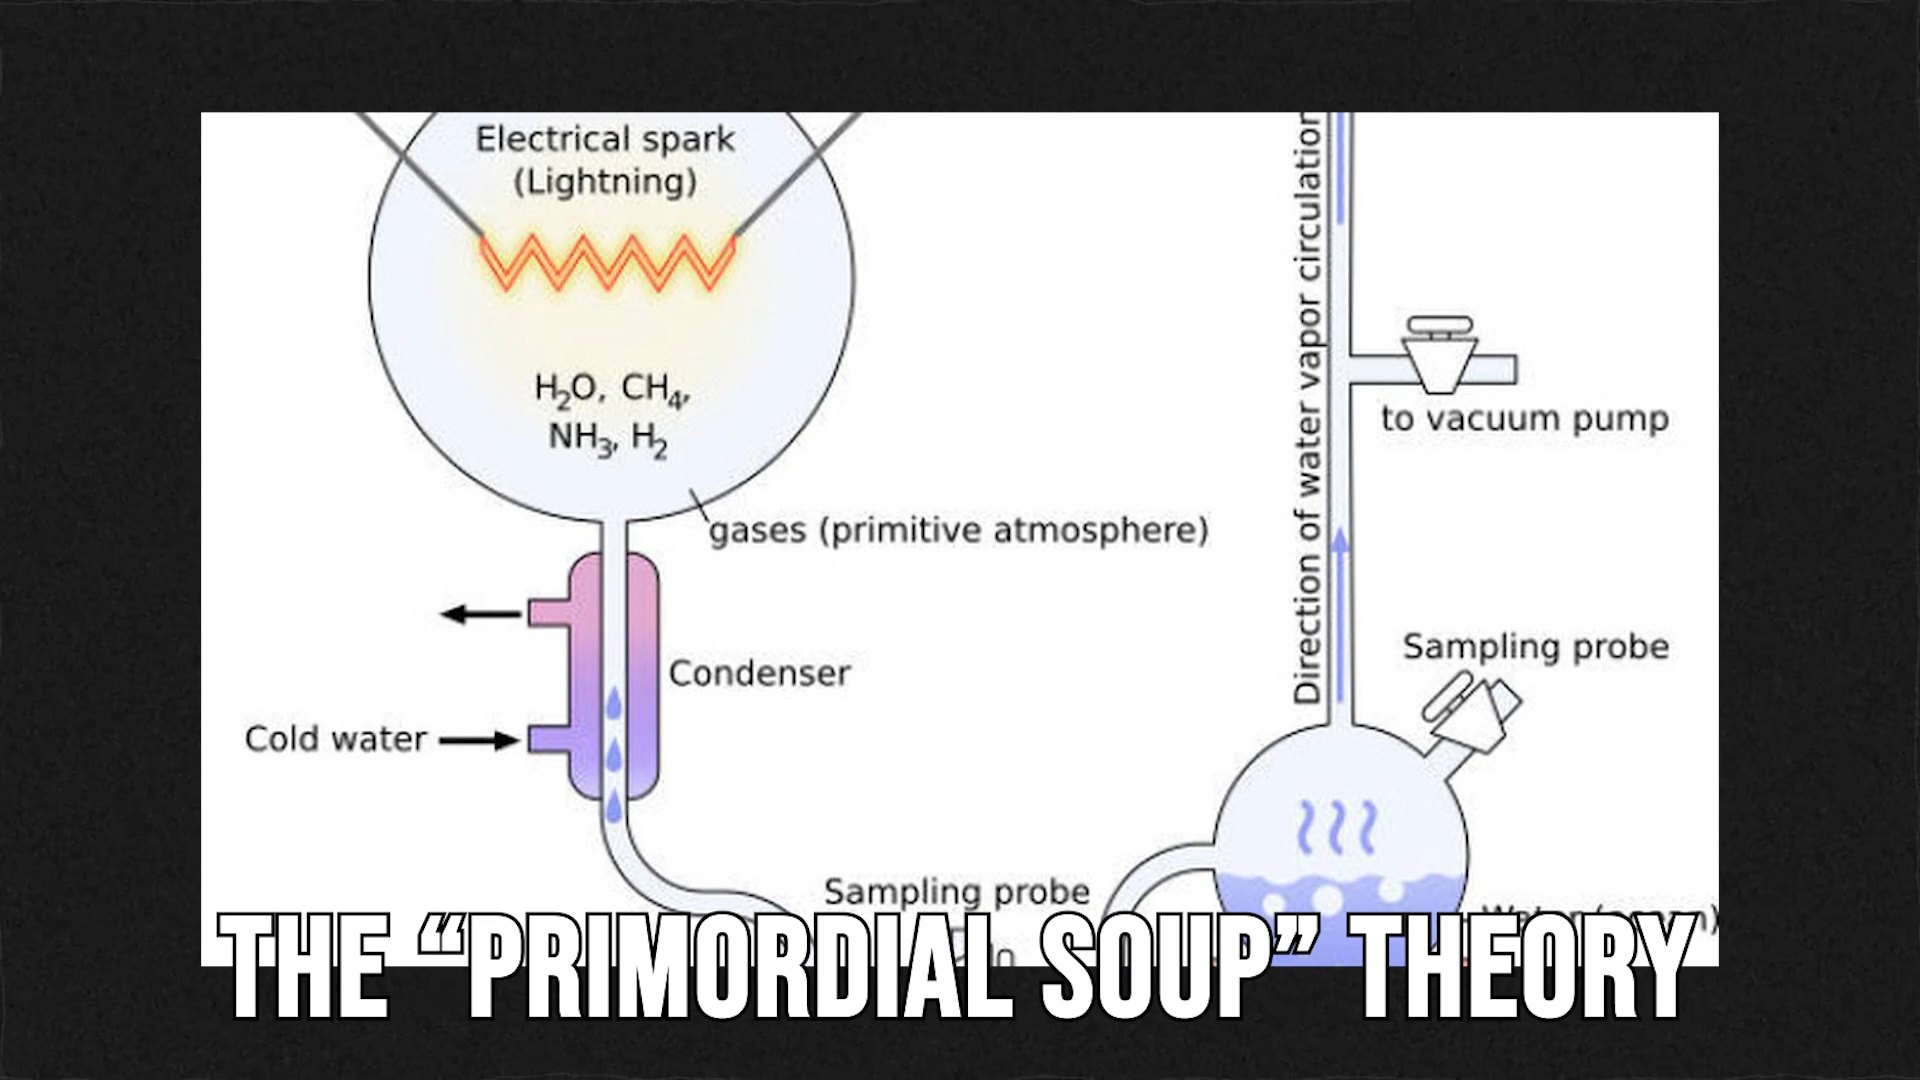 Electrical spark
(Lightning)
H₂O, CH₄,
NH₃, H₂
gases (primitive atmosphere)
Direction of water vapor circulation
to vacuum pump
Condenser
Cold water
Sampling probe
Sampling probe
THE “PRIMORDIAL SOUP” THEORY